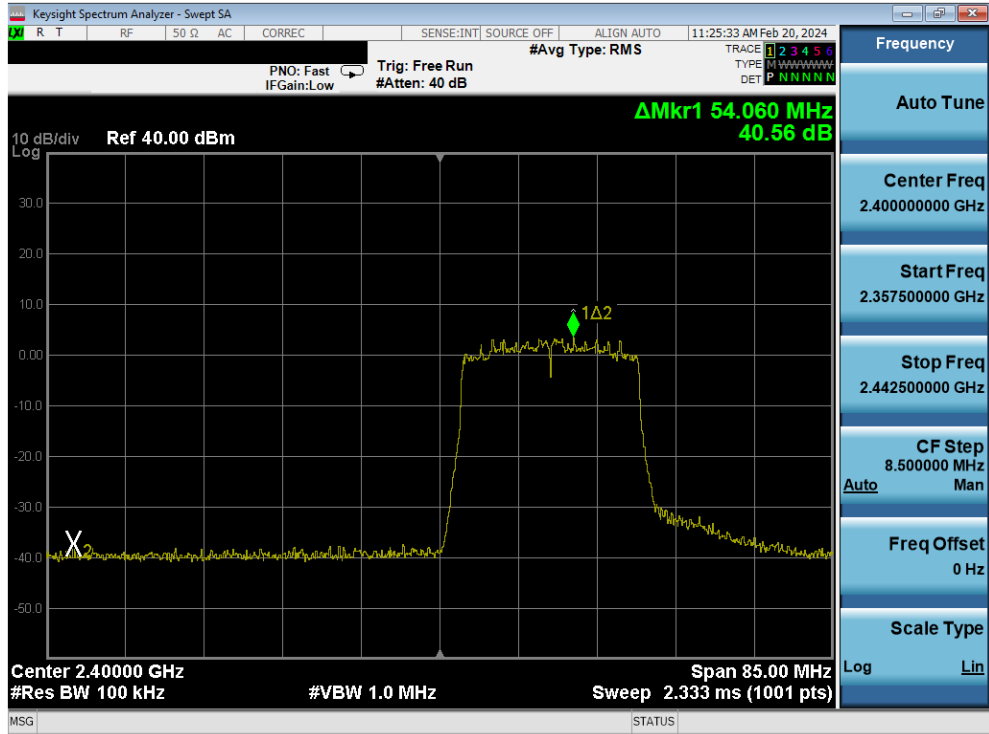 Keysight Spectrum Analyzer - Swept SA
LXI R T RF 50 Ω AC CORREC SENSE:INT SOURCE OFF ALIGN AUTO 11:25:33 AM Feb 20, 2024
#Avg Type: RMS
TRACE 1 2 3 4 5 6
TYPE M WWWWW
DET P N N N N N
PNO: Fast
IFGain:Low
Trig: Free Run
#Atten: 40 dB
ΔMkr1 54.060 MHz
40.56 dB
10 dB/div
Log
Ref 40.00 dBm
30.0
20.0
10.0
0.00
-10.0
-20.0
-30.0
-40.0
-50.0
1Δ2
X2
Center 2.40000 GHz
Span 85.00 MHz
#Res BW 100 kHz
#VBW 1.0 MHz
Sweep 2.333 ms (1001 pts)
MSG
STATUS
Frequency
Auto Tune
Center Freq
2.400000000 GHz
Start Freq
2.357500000 GHz
Stop Freq
2.442500000 GHz
CF Step
8.500000 MHz
Auto Man
Freq Offset
0 Hz
Scale Type
Log Lin